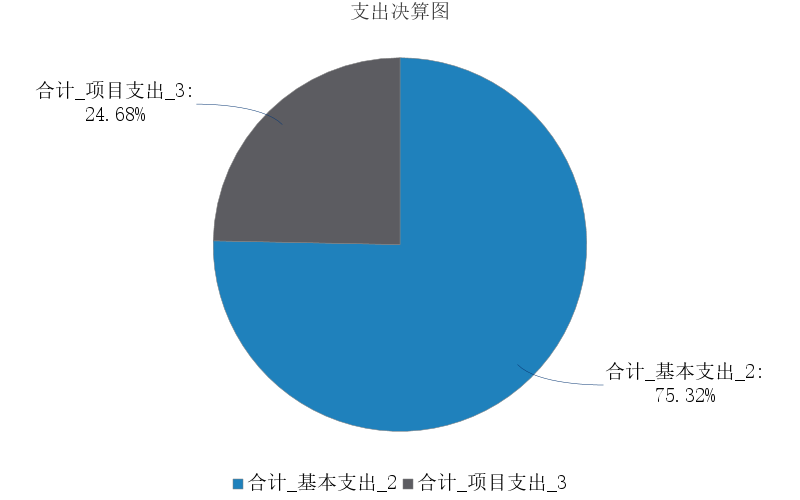 支出决算图
合计_项目支出_3:
24.68%
合计_基本支出_2:
75.32%
合计_基本支出_2 合计_项目支出_3